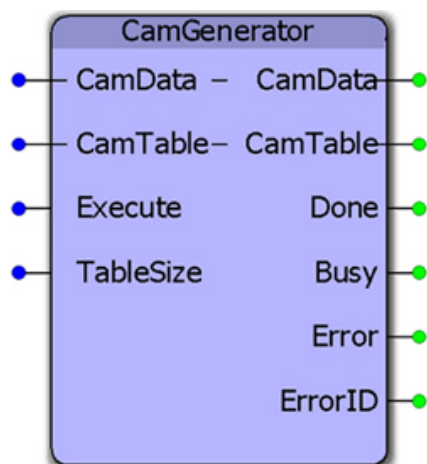 CamGenerator
CamData – CamData
CamTable – CamTable
Execute Done
TableSize Busy
Error
ErrorID